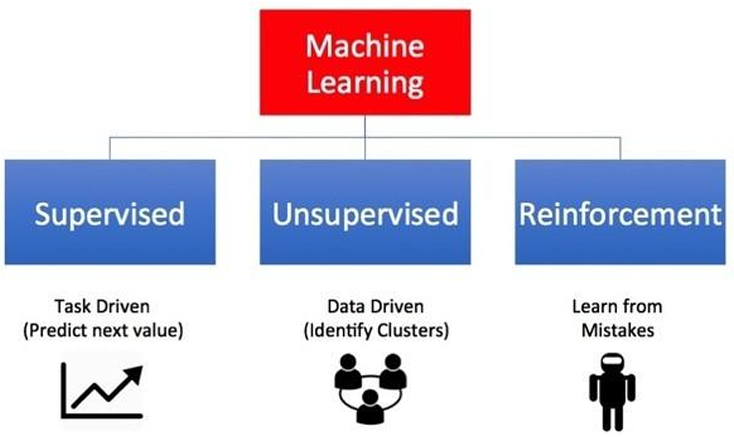 Machine
Learning
Supervised
Unsupervised
Reinforcement
Task Driven
(Predict next value)
Data Driven
(Identify Clusters)
Learn from
Mistakes